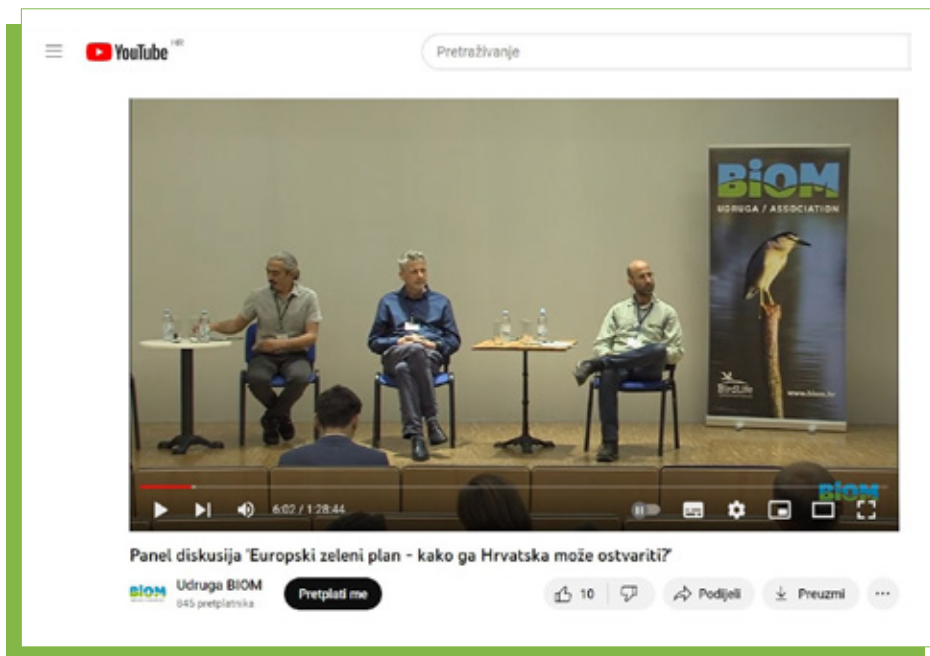 YouTube HR
Pretraživanje
BIOM
UDRUGA / ASSOCIATION
BirdLife
www.biom.hr
BIOM
6:02 / 1:28:44
Panel diskusija 'Europski zeleni plan - kako ga Hrvatska može ostvariti?'
BIOM
Udruga BIOM
845 pretplatnika
Pretplati me
10
Podijeli
Preuzmi